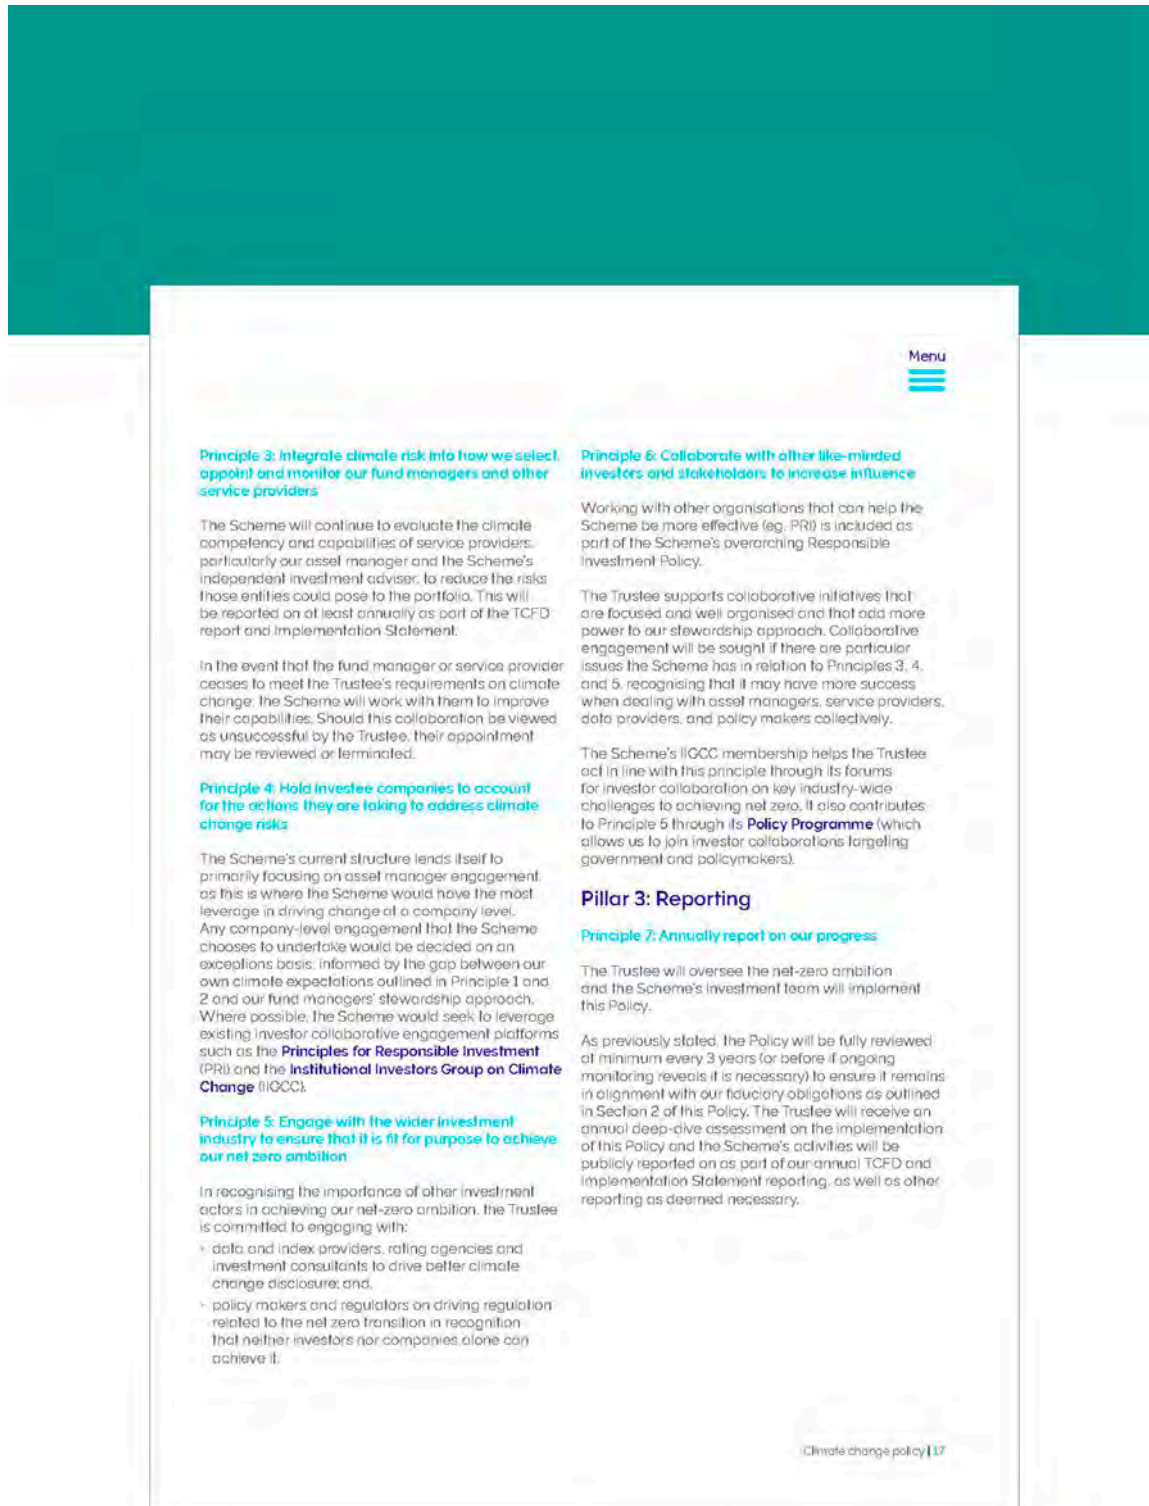 Menu
Principle 3: Integrate climate risk into how we select,
appoint and monitor our fund managers and other
service providers
The Scheme will continue to evaluate the climate
competency and capabilities of service providers,
particularly our asset manager and the Scheme's
independent investment adviser, to reduce the risks
those entities could pose to the portfolio. This will
be reported on at least annually as part of the TCFD
report and Implementation Statement.
In the event that the fund manager or service provider
ceases to meet the Trustee's requirements on climate
change, the Scheme will work with them to improve
their capabilities. Should this collaboration be viewed
as unsuccessful by the Trustee, their appointment
may be reviewed or terminated.
Principle 4: Hold investee companies to account
for the actions they are taking to address climate
change risks
The Scheme's current structure lends itself to
primarily focusing on asset manager engagement,
as this is where the Scheme would have the most
leverage in driving change at a company level.
Any company-level engagement that the Scheme
chooses to undertake would be decided on an
exceptions basis, informed by the gap between our
own climate expectations outlined in Principle 1 and
2 and our fund managers' stewardship approach.
Where possible, the Scheme would seek to leverage
existing investor collaborative engagement platforms
such as the Principles for Responsible Investment
(PRI) and the Institutional Investors Group on Climate
Change (IIGCC).
Principle 5: Engage with the wider investment
industry to ensure that it is fit for purpose to achieve
our net zero ambition
In recognising the importance of other investment
actors in achieving our net-zero ambition, the Trustee
is committed to engaging with:
- data and index providers, rating agencies and
investment consultants to drive better climate
change disclosure; and,
- policy makers and regulators on driving regulation
related to the net zero transition in recognition
that neither investors nor companies alone can
achieve it.
Principle 6: Collaborate with other like-minded
investors and stakeholders to increase influence
Working with other organisations that can help the
Scheme be more effective (eg. PRI) is included as
part of the Scheme's overarching Responsible
Investment Policy.
The Trustee supports collaborative initiatives that
are focused and well organised and that add more
power to our stewardship approach. Collaborative
engagement will be sought if there are particular
issues the Scheme has in relation to Principles 3, 4,
and 5, recognising that it may have more success
when dealing with asset managers, service providers,
data providers, and policy makers collectively.
The Scheme's IIGCC membership helps the Trustee
act in line with this principle through its forums
for investor collaboration on key industry-wide
challenges to achieving net zero. It also contributes
to Principle 5 through its Policy Programme (which
allows us to join investor collaborations targeting
government and policymakers).
Pillar 3: Reporting
Principle 7: Annually report on our progress
The Trustee will oversee the net-zero ambition
and the Scheme's investment team will implement
this Policy.
As previously stated, the Policy will be fully reviewed
at minimum every 3 years (or before if ongoing
monitoring reveals it is necessary) to ensure it remains
in alignment with our fiduciary obligations as outlined
in Section 2 of this Policy. The Trustee will receive an
annual deep-dive assessment on the implementation
of this Policy and the Scheme's activities will be
publicly reported on as part of our annual TCFD and
Implementation Statement reporting, as well as other
reporting as deemed necessary.
Climate change policy | 17